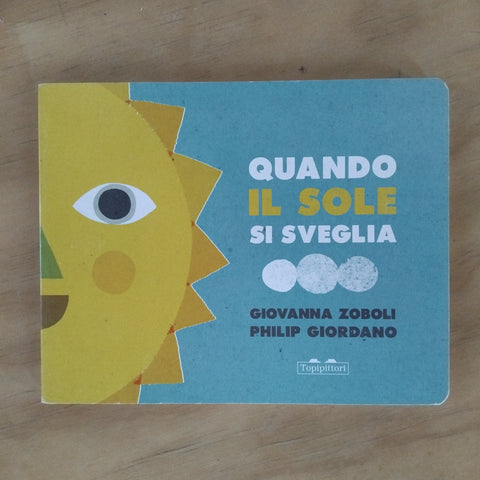 QUANDO
IL SOLE
SI SVEGLIA
GIOVANNA ZOBOLI
PHILIP GIORDANO
Topipittori